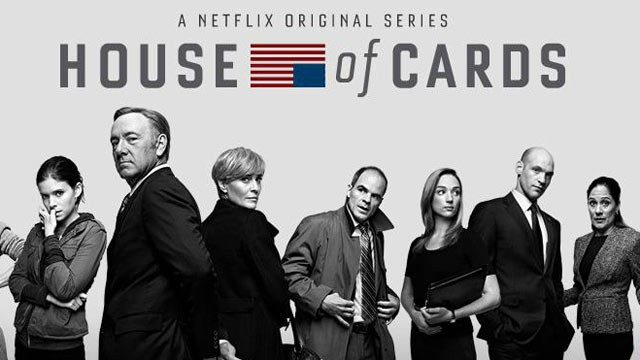 A NETFLIX ORIGINAL SERIES
HOUSE of CARDS